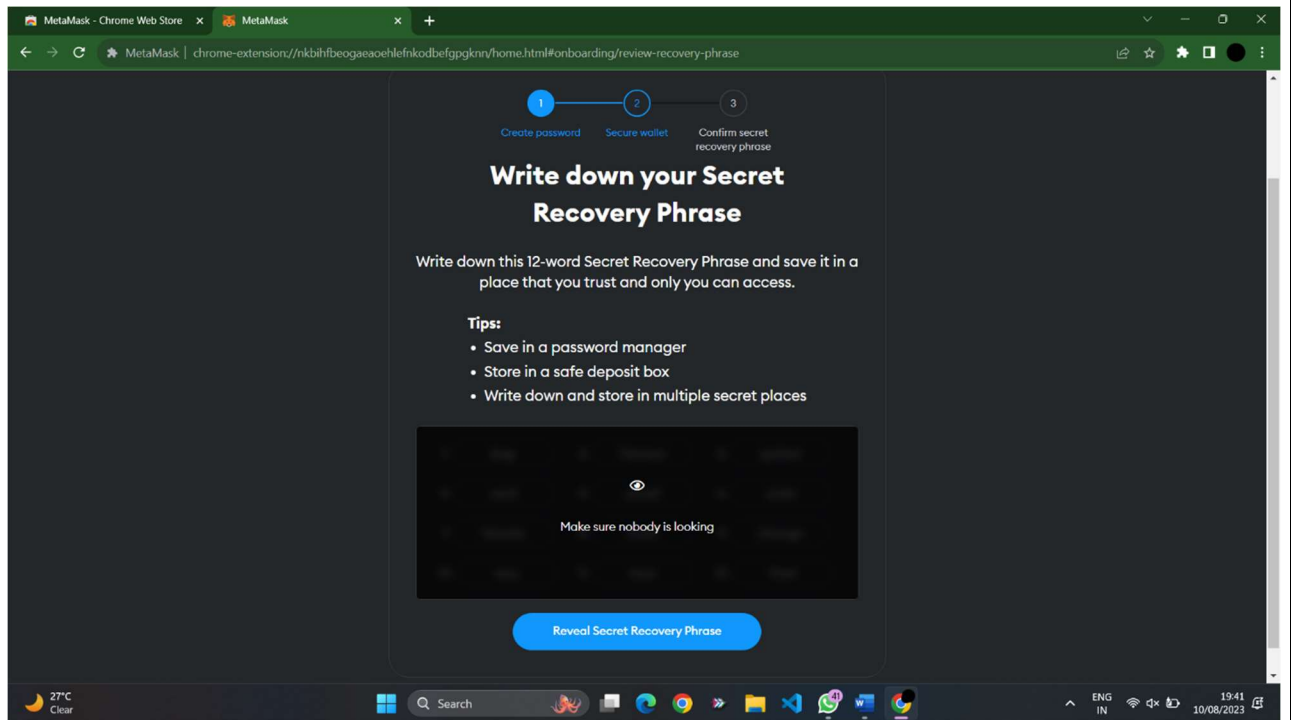 MetaMask - Chrome Web Store
MetaMask
MetaMask | chrome-extension://nkbihfbeogaeaoehlefnkodbefgpgknn/home.html#onboarding/review-recovery-phrase
1
2
3
Create password
Secure wallet
Confirm secret
recovery phrase
Write down your Secret
Recovery Phrase
Write down this 12-word Secret Recovery Phrase and save it in a
place that you trust and only you can access.
Tips:
• Save in a password manager
• Store in a safe deposit box
• Write down and store in multiple secret places
Make sure nobody is looking
Reveal Secret Recovery Phrase
27°C
Clear
Search
41
ENG
IN
19:41
10/08/2023